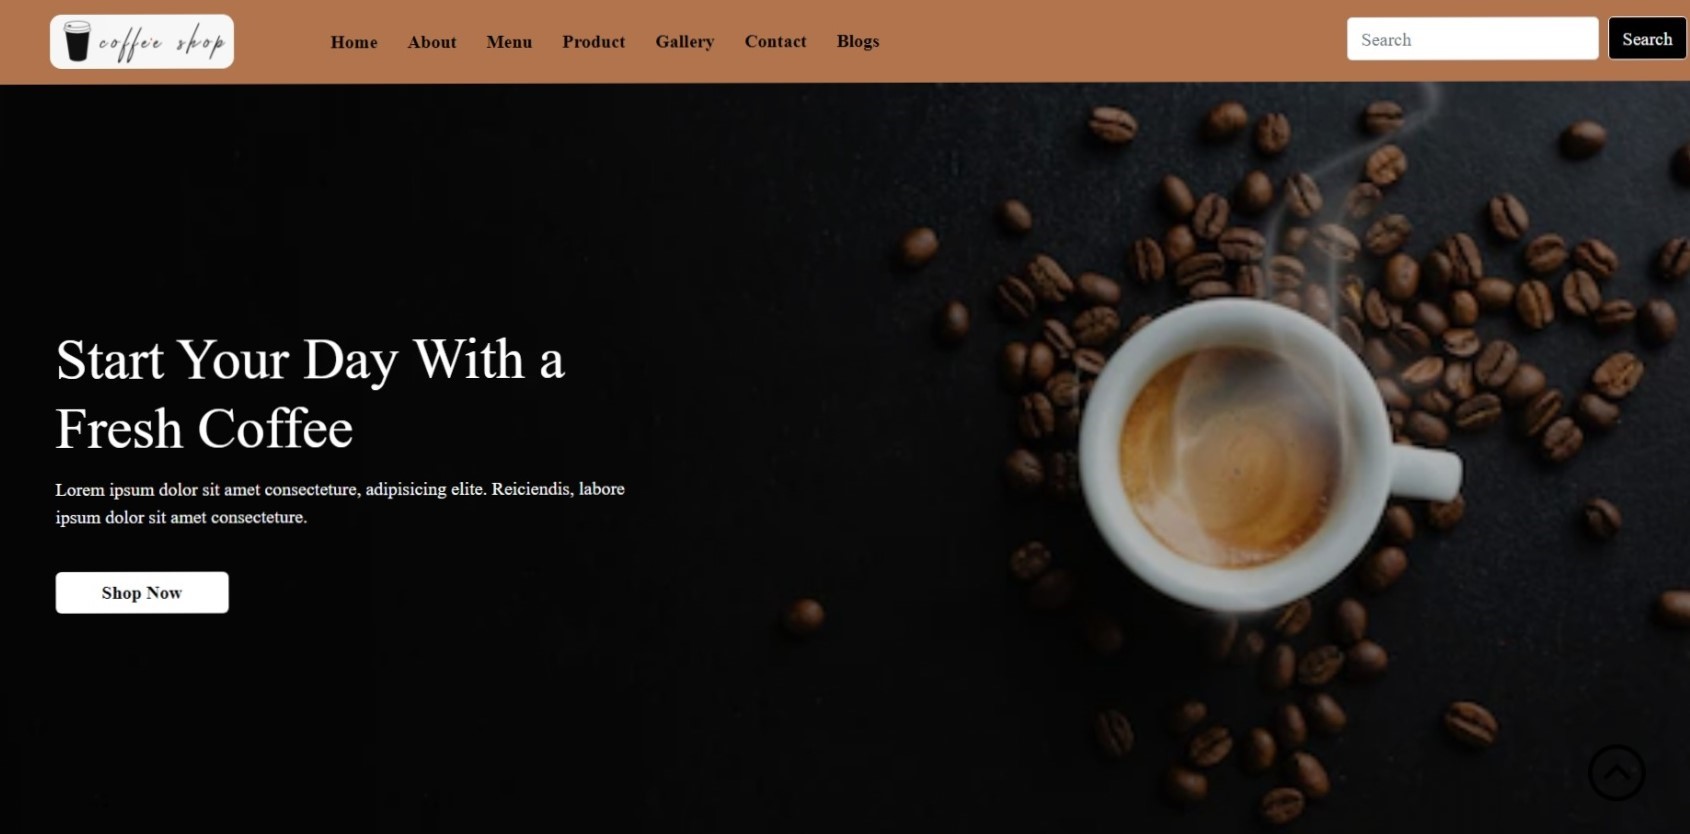 coffee shop
Home About Menu Product Gallery Contact Blogs
Search
Search
Start Your Day With a
Fresh Coffee
Lorem ipsum dolor sit amet consecteture, adipisicing elite. Reiciendis, labore
ipsum dolor sit amet consecteture.
Shop Now